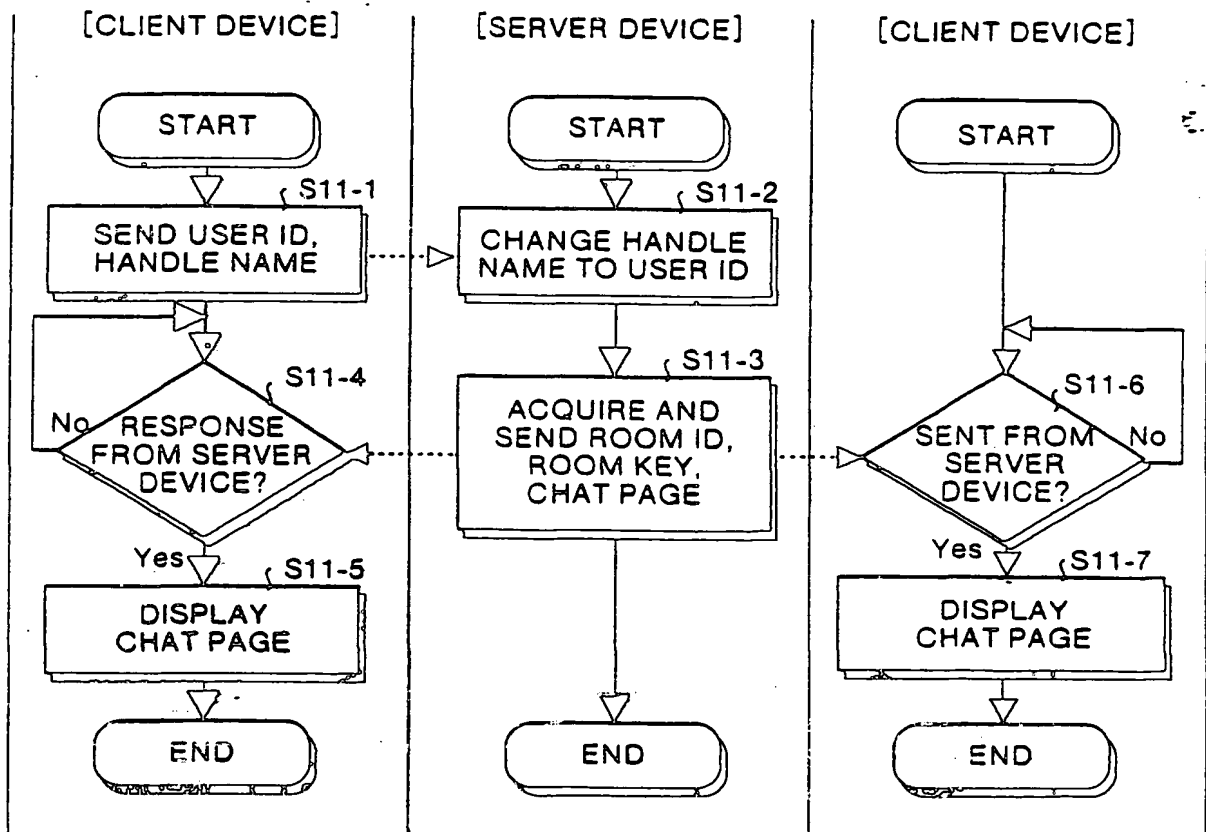 [CLIENT DEVICE]
START
S11-1
SEND USER ID,
HANDLE NAME
S11-4
No
RESPONSE
FROM SERVER
DEVICE?
Yes
S11-5
DISPLAY
CHAT PAGE
END
[SERVER DEVICE]
START
S11-2
CHANGE HANDLE
NAME TO USER ID
S11-3
ACQUIRE AND
SEND ROOM ID,
ROOM KEY,
CHAT PAGE
END
[CLIENT DEVICE]
START
S11-6
SENT FROM
SERVER
DEVICE?
No
Yes
S11-7
DISPLAY
CHAT PAGE
END